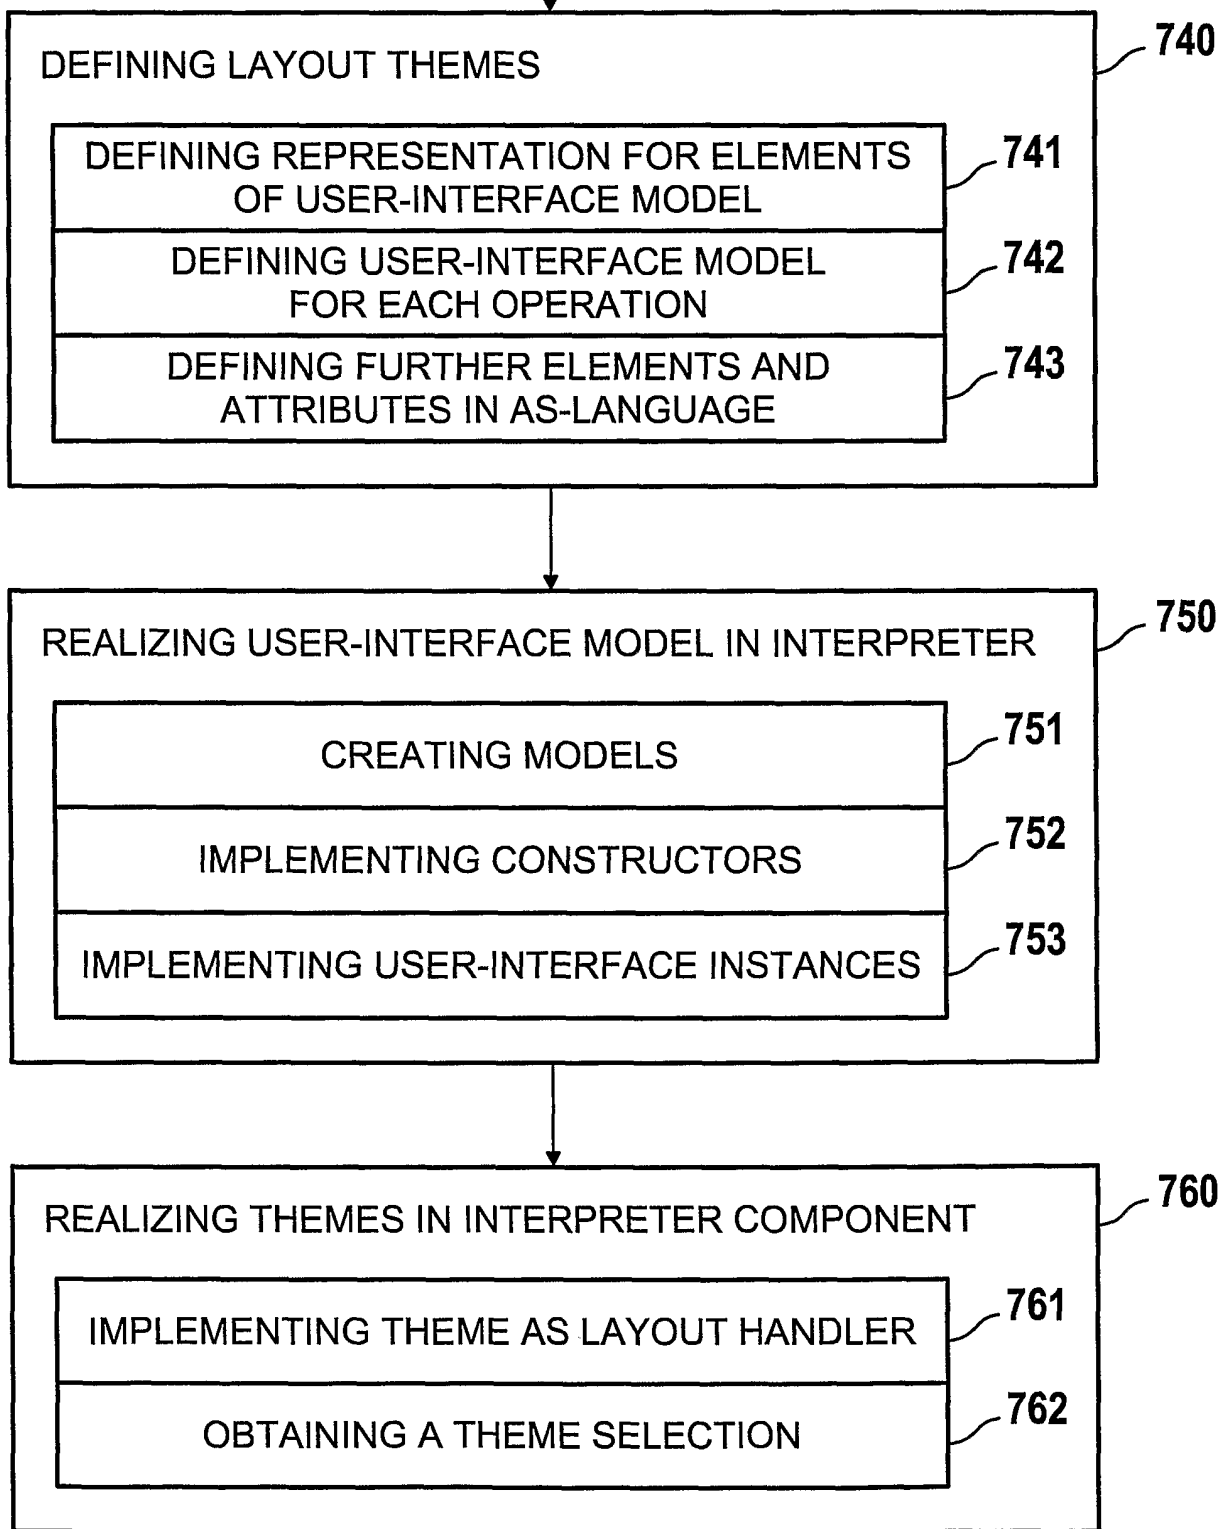 DEFINING LAYOUT THEMES
740
DEFINING REPRESENTATION FOR ELEMENTS
OF USER-INTERFACE MODEL
741
DEFINING USER-INTERFACE MODEL
FOR EACH OPERATION
742
DEFINING FURTHER ELEMENTS AND
ATTRIBUTES IN AS-LANGUAGE
743
REALIZING USER-INTERFACE MODEL IN INTERPRETER
750
CREATING MODELS
751
IMPLEMENTING CONSTRUCTORS
752
IMPLEMENTING USER-INTERFACE INSTANCES
753
REALIZING THEMES IN INTERPRETER COMPONENT
760
IMPLEMENTING THEME AS LAYOUT HANDLER
761
OBTAINING A THEME SELECTION
762